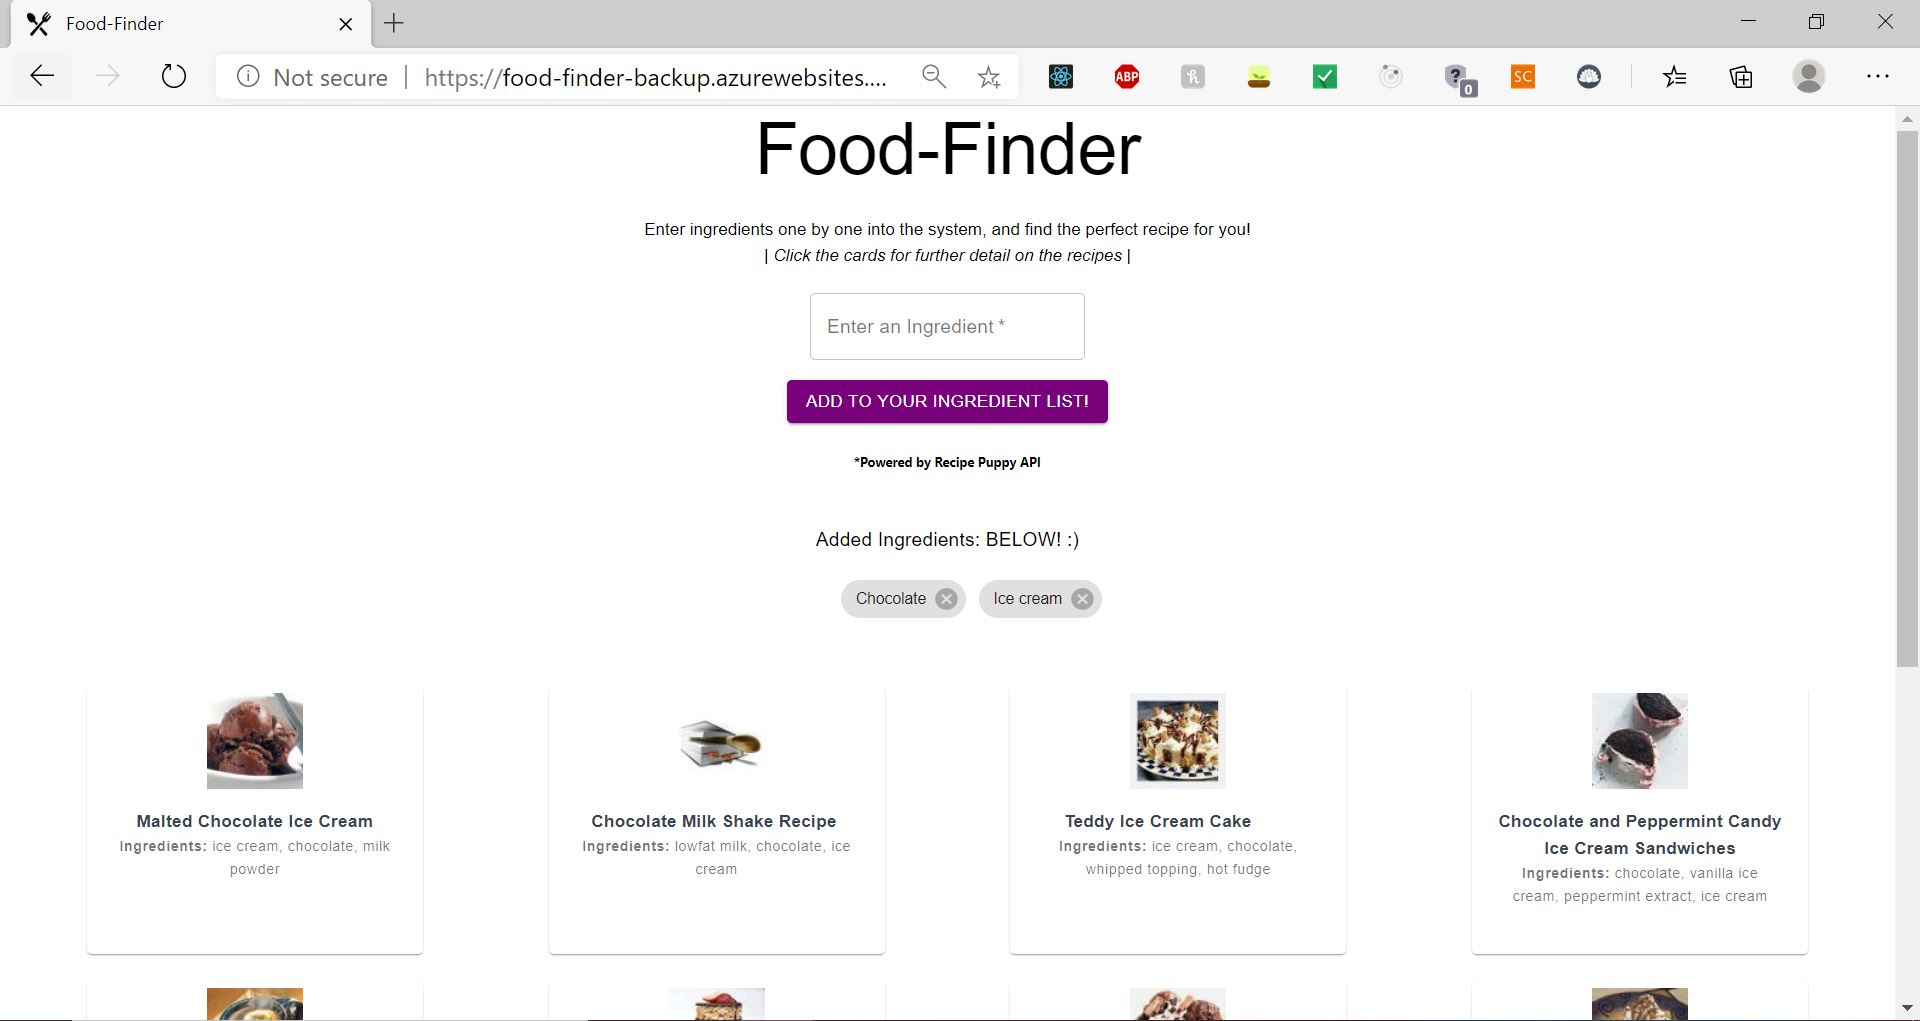 Food-Finder
Not secure | https://food-finder-backup.azurewebsites....
ABP
0
SC
Food-Finder
Enter ingredients one by one into the system, and find the perfect recipe for you!
| Click the cards for further detail on the recipes |
Enter an Ingredient *
ADD TO YOUR INGREDIENT LIST!
*Powered by Recipe Puppy API
Added Ingredients: BELOW! :)
Chocolate
Ice cream
Malted Chocolate Ice Cream
Ingredients: ice cream, chocolate, milk
powder
Chocolate Milk Shake Recipe
Ingredients: lowfat milk, chocolate, ice
cream
Teddy Ice Cream Cake
Ingredients: ice cream, chocolate,
whipped topping, hot fudge
Chocolate and Peppermint Candy
Ice Cream Sandwiches
Ingredients: chocolate, vanilla ice
cream, peppermint extract, ice cream